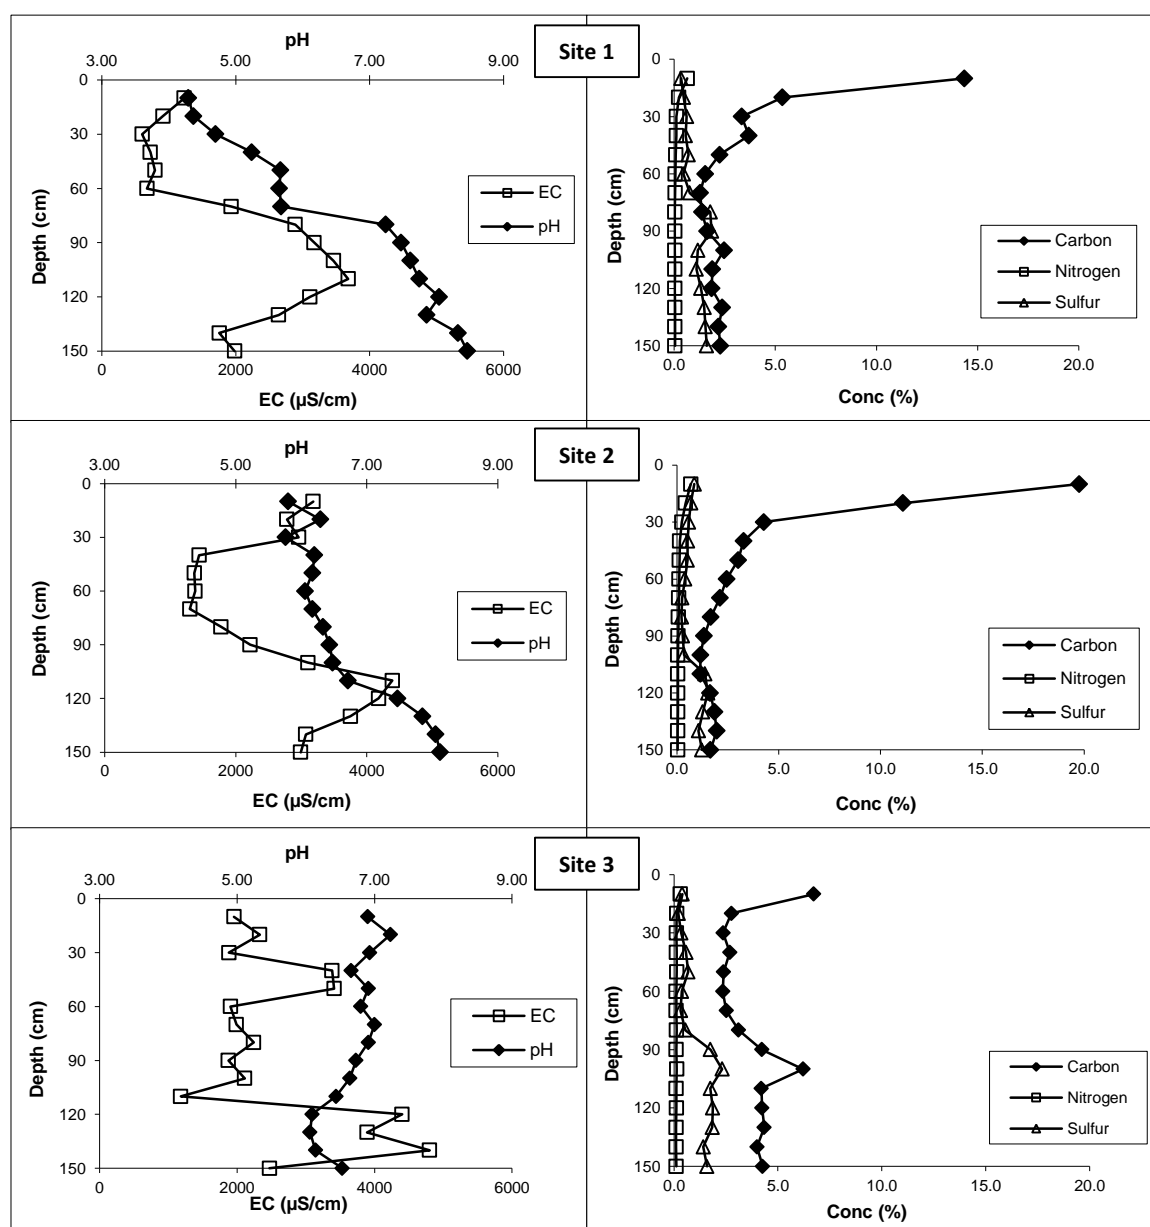 Site 1
pH
3.00 5.00 7.00 9.00
0
30
60
90
120
150
Depth (cm)
EC
pH
0 2000 4000 6000
EC (µS/cm)
0
30
60
90
120
150
Depth (cm)
Carbon
Nitrogen
Sulfur
0.0 5.0 10.0 15.0 20.0
Conc (%)
Site 2
pH
3.00 5.00 7.00 9.00
0
30
60
90
120
150
Depth (cm)
EC
pH
0 2000 4000 6000
EC (µS/cm)
0
30
60
90
120
150
Depth (cm)
Carbon
Nitrogen
Sulfur
0.0 5.0 10.0 15.0 20.0
Conc (%)
Site 3
pH
3.00 5.00 7.00 9.00
0
30
60
90
120
150
Depth (cm)
EC
pH
0 2000 4000 6000
EC (µS/cm)
0
30
60
90
120
150
Depth (cm)
Carbon
Nitrogen
Sulfur
0.0 5.0 10.0 15.0 20.0
Conc (%)